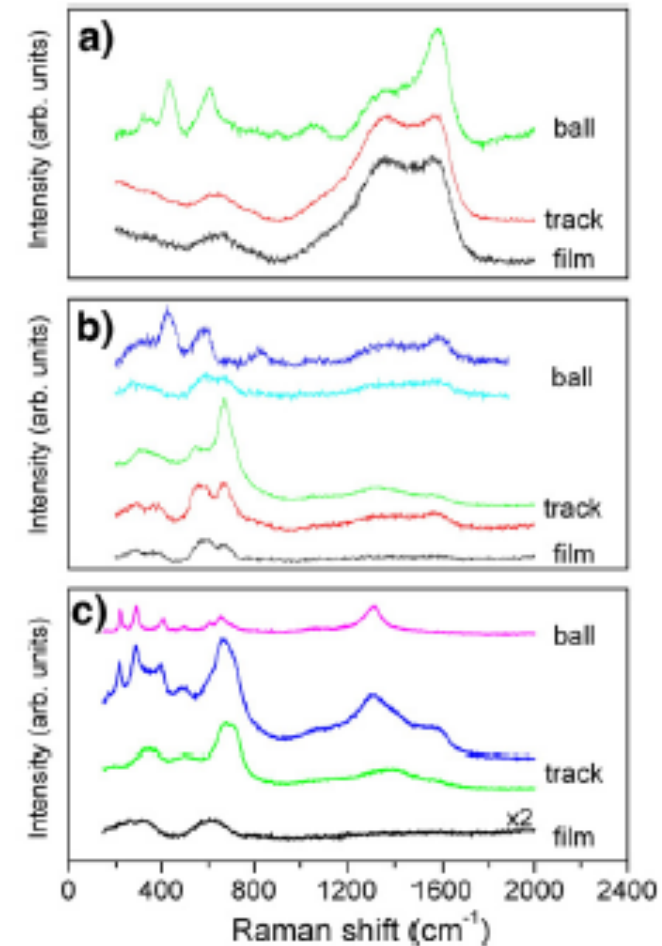 a)
Intensity (arb. units)
ball
track
film
b)
Intensity (arb. units)
ball
track
film
c)
Intensity (arb. units)
ball
track
x2
film
0 400 800 1200 1600 2000 2400
Raman shift (cm⁻¹)